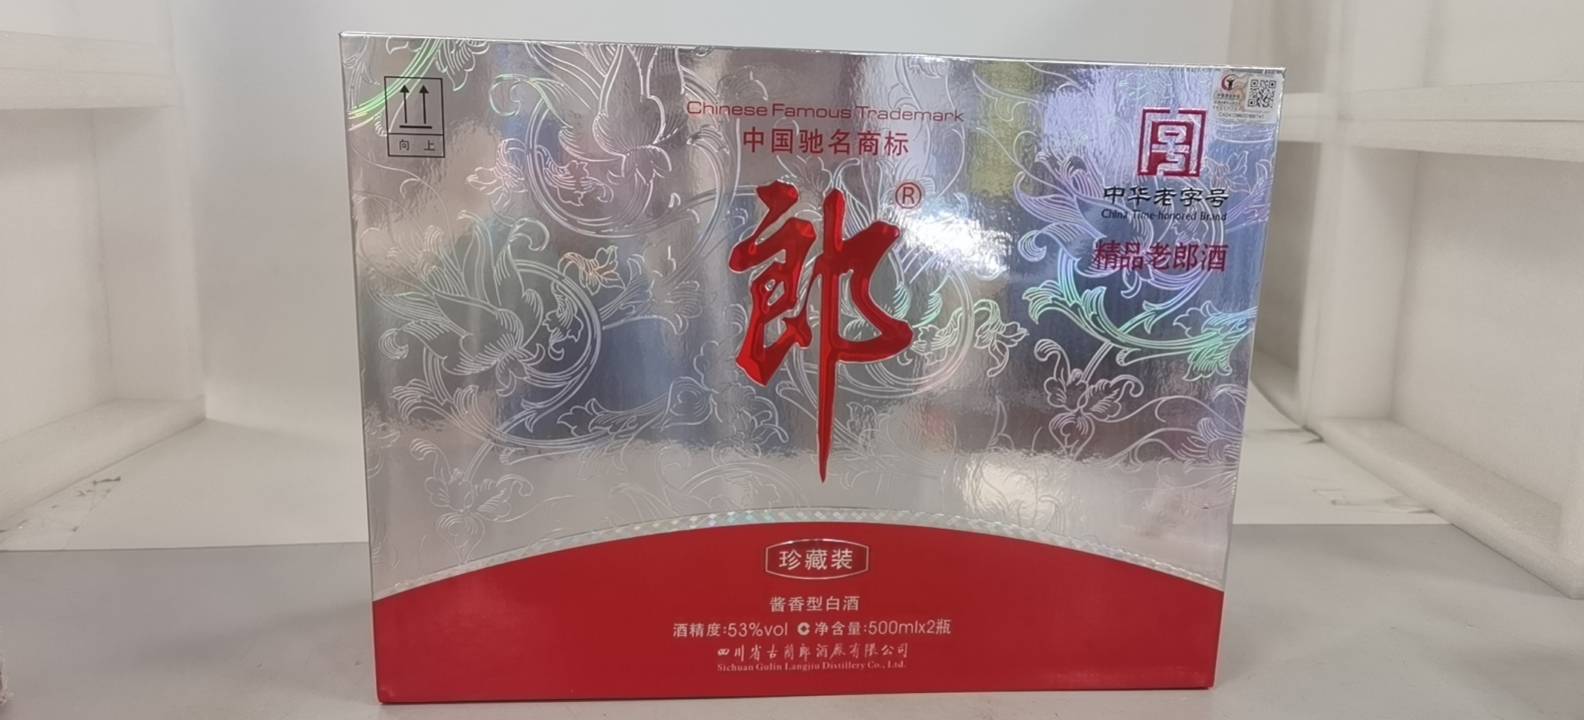 向上
Chinese Famous Trademark
中国驰名商标
郎®
中华老字号
China Time-honored Brand
精品老郎酒
珍藏装
酱香型白酒
酒精度:53%vol 净含量:500mlx2瓶
四川省古蔺郎酒厂有限公司
Sichuan Gulin Langjiu Distillery Co., Ltd.